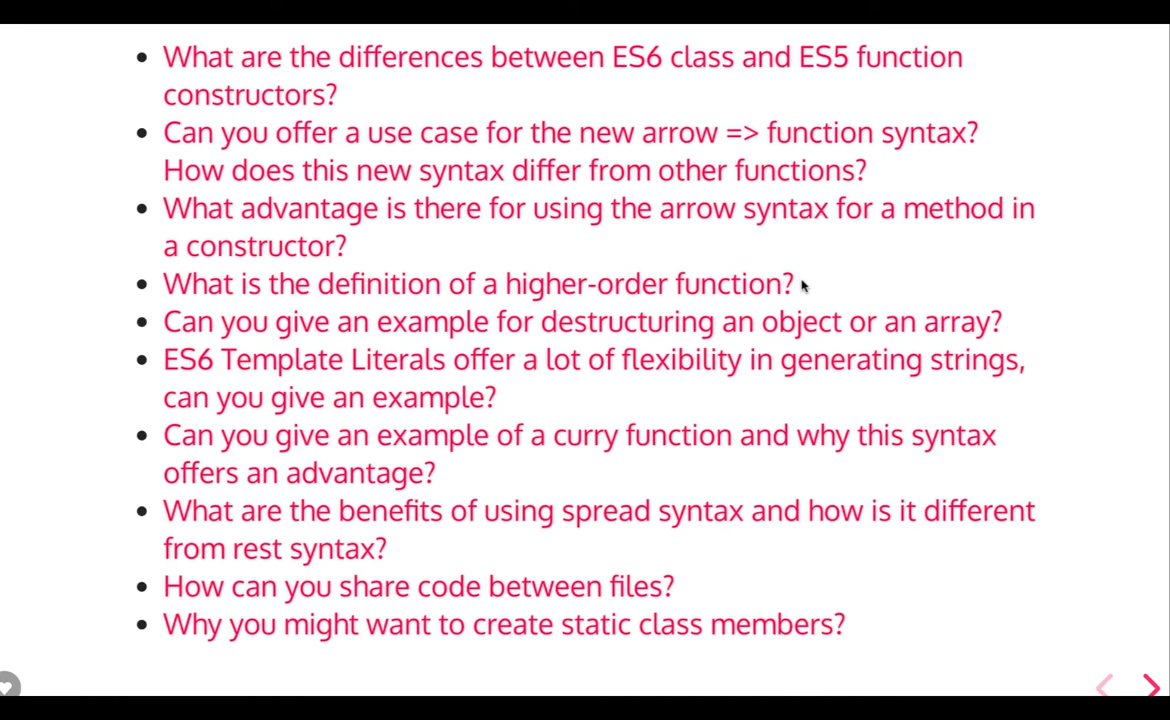 What are the differences between ES6 class and ES5 function
constructors?
Can you offer a use case for the new arrow => function syntax?
How does this new syntax differ from other functions?
What advantage is there for using the arrow syntax for a method in
a constructor?
What is the definition of a higher-order function?
Can you give an example for destructuring an object or an array?
ES6 Template Literals offer a lot of flexibility in generating strings,
can you give an example?
Can you give an example of a curry function and why this syntax
offers an advantage?
What are the benefits of using spread syntax and how is it different
from rest syntax?
How can you share code between files?
Why you might want to create static class members?